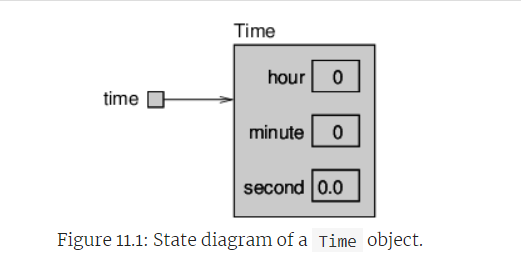 Time
hour 0
time
minute 0
second 0.0
Figure 11.1: State diagram of a Time object.